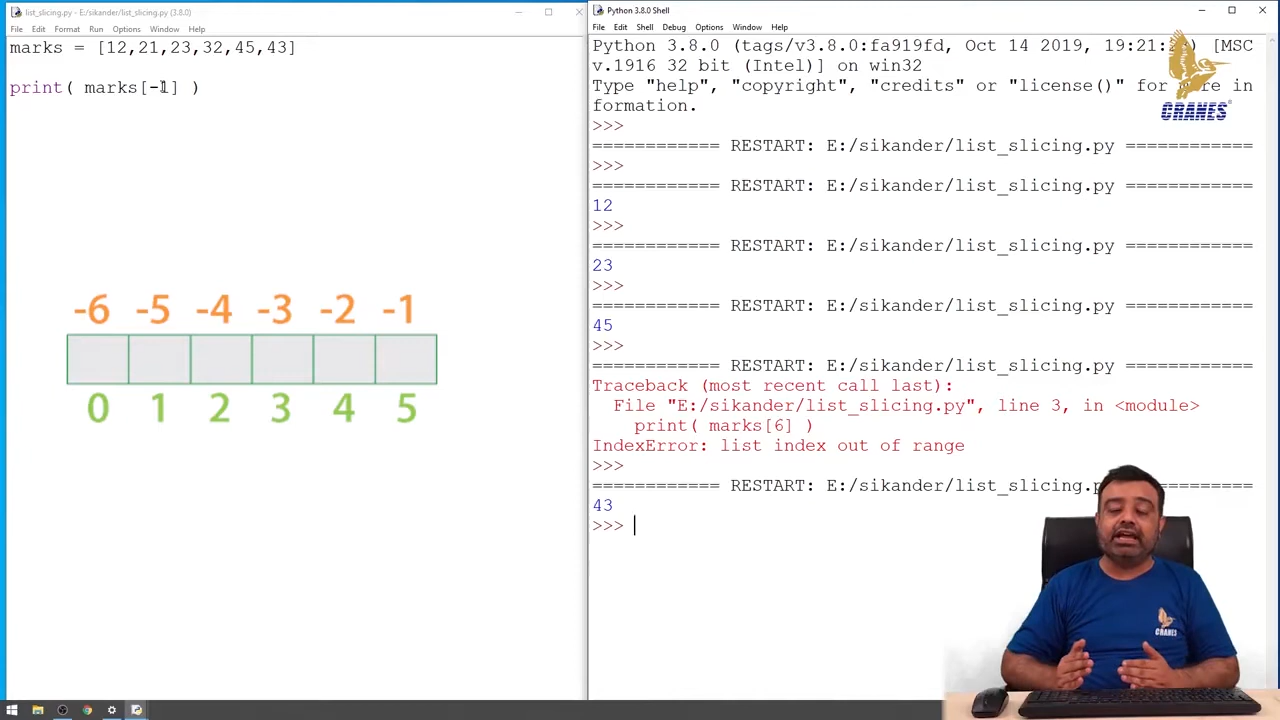 list_slicing.py - E:/sikander/list_slicing.py (3.8.0)
File Edit Format Run Options Window Help
marks = [12,21,23,32,45,43]
print( marks[-1] )
-6 -5 -4 -3 -2 -1
0 1 2 3 4 5
Python 3.8.0 Shell
File Edit Shell Debug Options Window Help
Python 3.8.0 (tags/v3.8.0:fa919fd, Oct 14 2019, 19:21: ) [MSC
v.1916 32 bit (Intel)] on win32
Type "help", "copyright", "credits" or "license()" for more in
formation.
>>>
============ RESTART: E:/sikander/list_slicing.py ============
>>>
============ RESTART: E:/sikander/list_slicing.py ============
12
>>>
============ RESTART: E:/sikander/list_slicing.py ============
23
>>>
============ RESTART: E:/sikander/list_slicing.py ============
45
>>>
============ RESTART: E:/sikander/list_slicing.py ============
Traceback (most recent call last):
File "E:/sikander/list_slicing.py", line 3, in <module>
print( marks[6] )
IndexError: list index out of range
>>>
============ RESTART: E:/sikander/list_slicing.py ==========
43
>>>
CRANES
CRANES